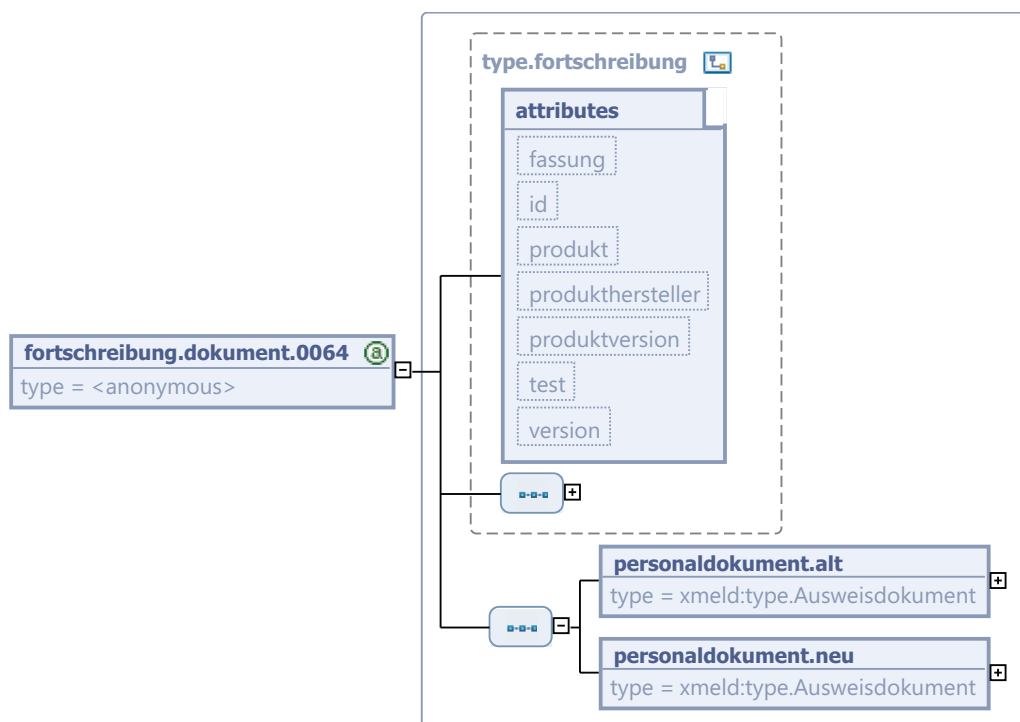 type.fortschreibung
attributes
fassung
id
produkt
produkthersteller
produktversion
test
version
fortschreibung.dokument.0064 @
type = <anonymous>
personaldokument.alt
type = xmeld:type.Ausweisdokument
personaldokument.neu
type = xmeld:type.Ausweisdokument